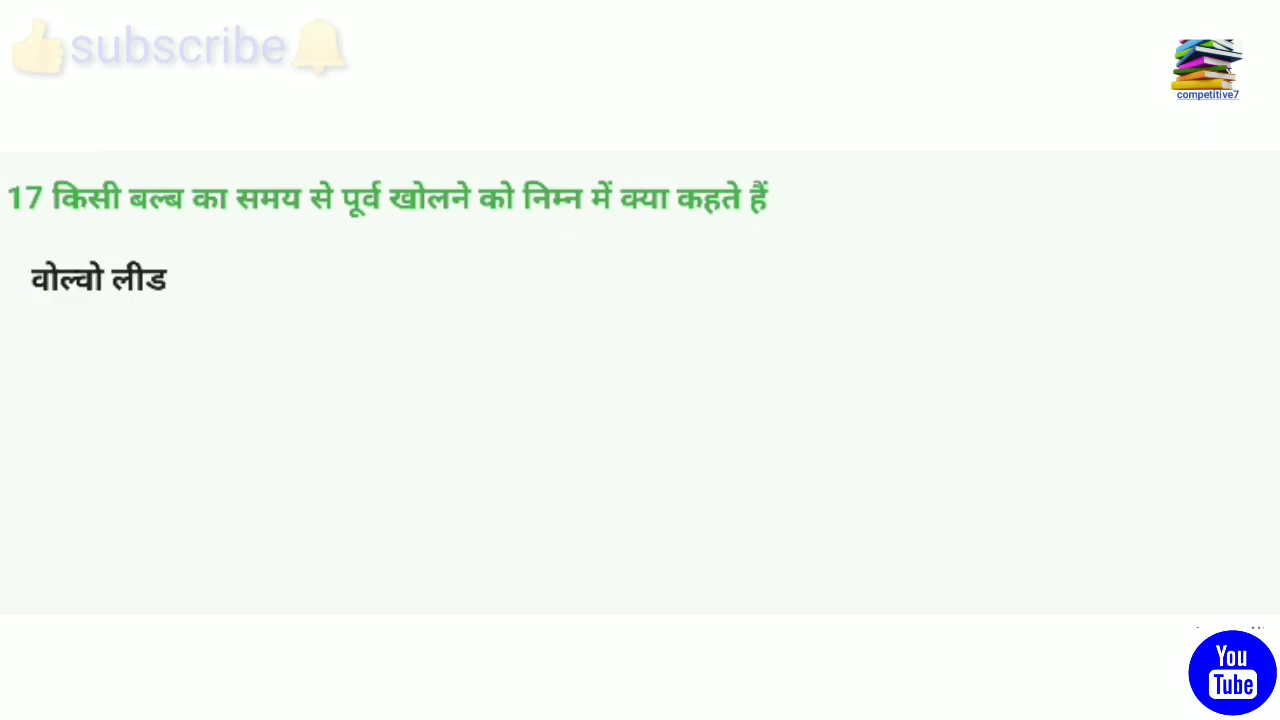 subscribe
competitive7
17 किसी बल्ब का समय से पूर्व खोलने को निम्न में क्या कहते हैं
वोल्वो लीड
You
Tube